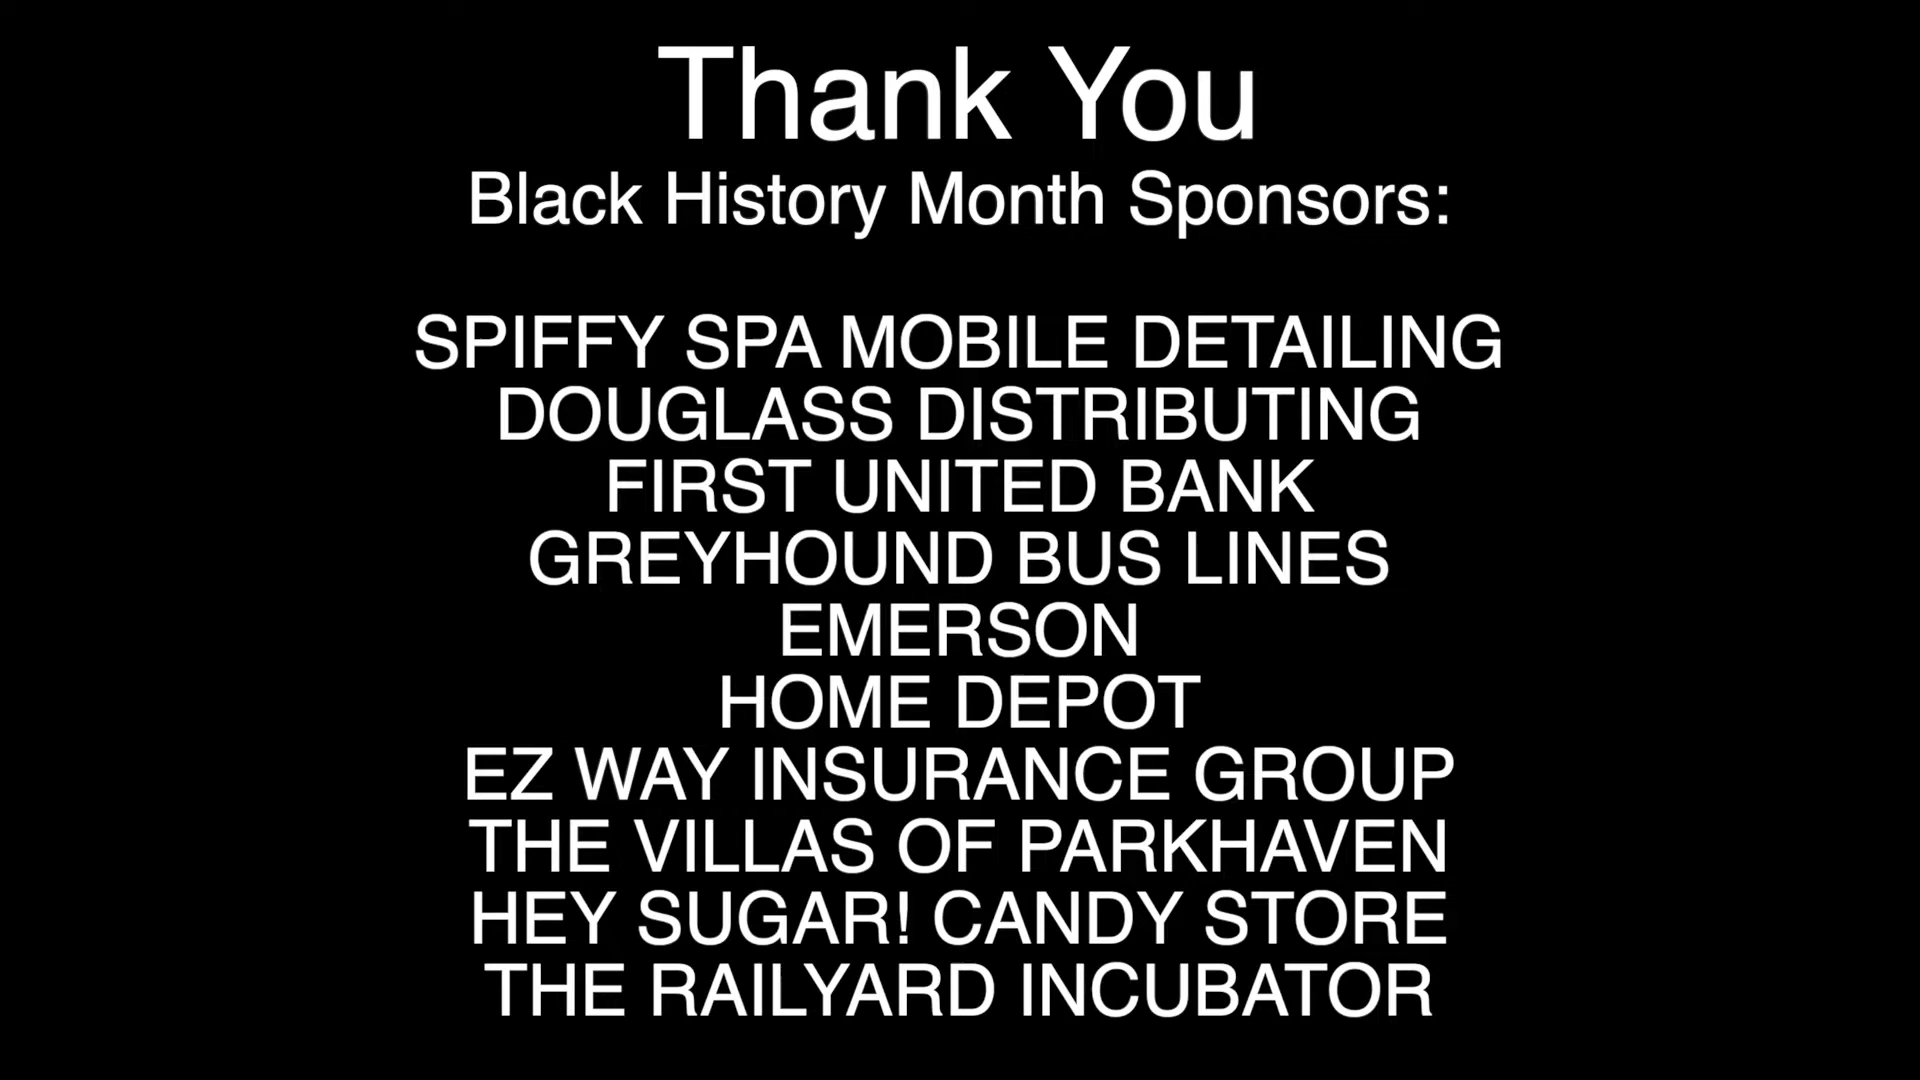 Thank You
Black History Month Sponsors:
SPIFFY SPA MOBILE DETAILING
DOUGLASS DISTRIBUTING
FIRST UNITED BANK
GREYHOUND BUS LINES
EMERSON
HOME DEPOT
EZ WAY INSURANCE GROUP
THE VILLAS OF PARKHAVEN
HEY SUGAR! CANDY STORE
THE RAILYARD INCUBATOR